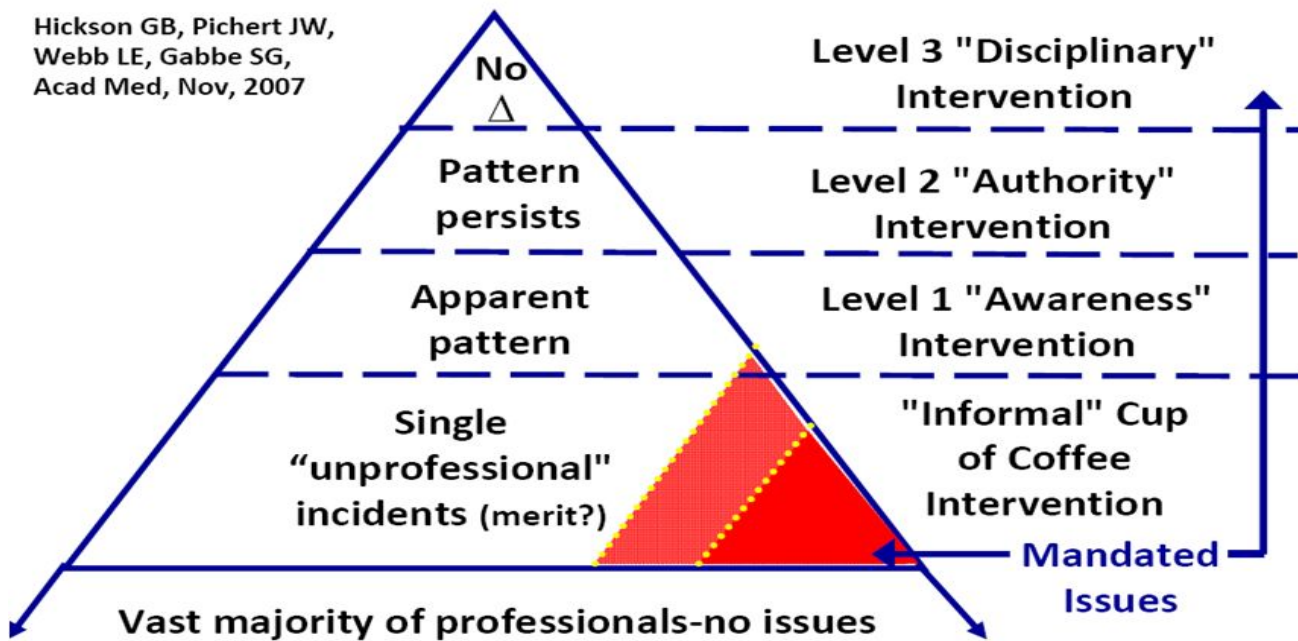 Hickson GB, Pichert JW,
Webb LE, Gabbe SG,
Acad Med, Nov, 2007
No
Δ
Level 3 "Disciplinary"
Intervention
Pattern
persists
Level 2 "Authority"
Intervention
Apparent
pattern
Level 1 "Awareness"
Intervention
Single
“unprofessional"
incidents (merit?)
"Informal" Cup
of Coffee
Intervention
Mandated
Issues
Vast majority of professionals-no issues